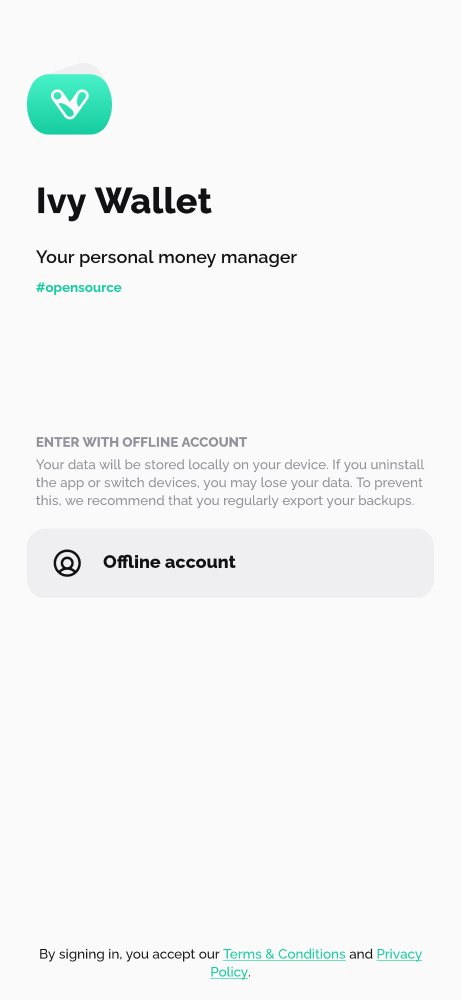 Ivy Wallet
Your personal money manager
#opensource
ENTER WITH OFFLINE ACCOUNT
Your data will be stored locally on your device. If you uninstall
the app or switch devices, you may lose your data. To prevent
this, we recommend that you regularly export your backups.
Offline account
By signing in, you accept our Terms & Conditions and Privacy
Policy.